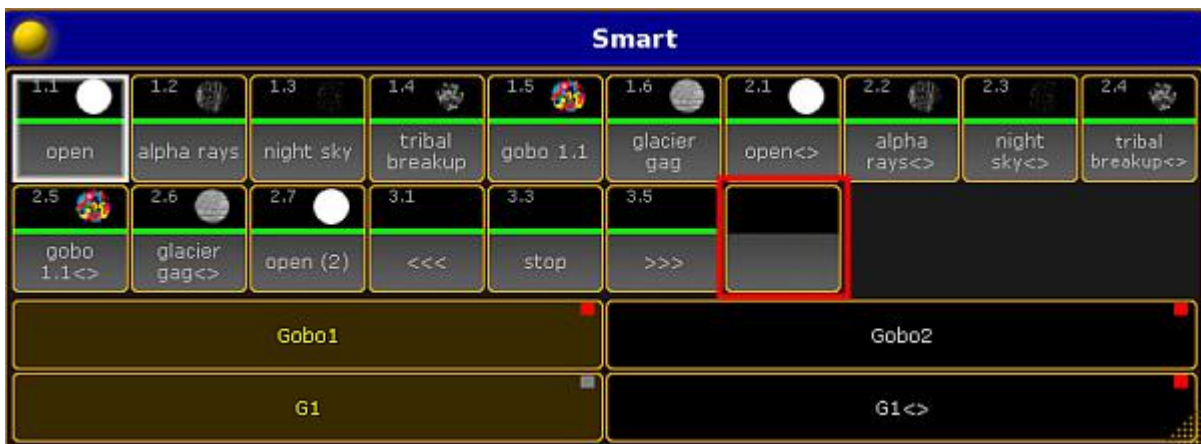 Smart
1.1
open
1.2
alpha rays
1.3
night sky
1.4
tribal
breakup
1.5
gobo 1.1
1.6
glacier
gag
2.1
open<>
2.2
alpha
rays<>
2.3
night
sky<>
2.4
tribal
breakup<>
2.5
gobo
1.1<>
2.6
glacier
gag<>
2.7
open (2)
3.1
<<<
3.3
stop
3.5
>>>
Gobo1
Gobo2
G1
G1<>